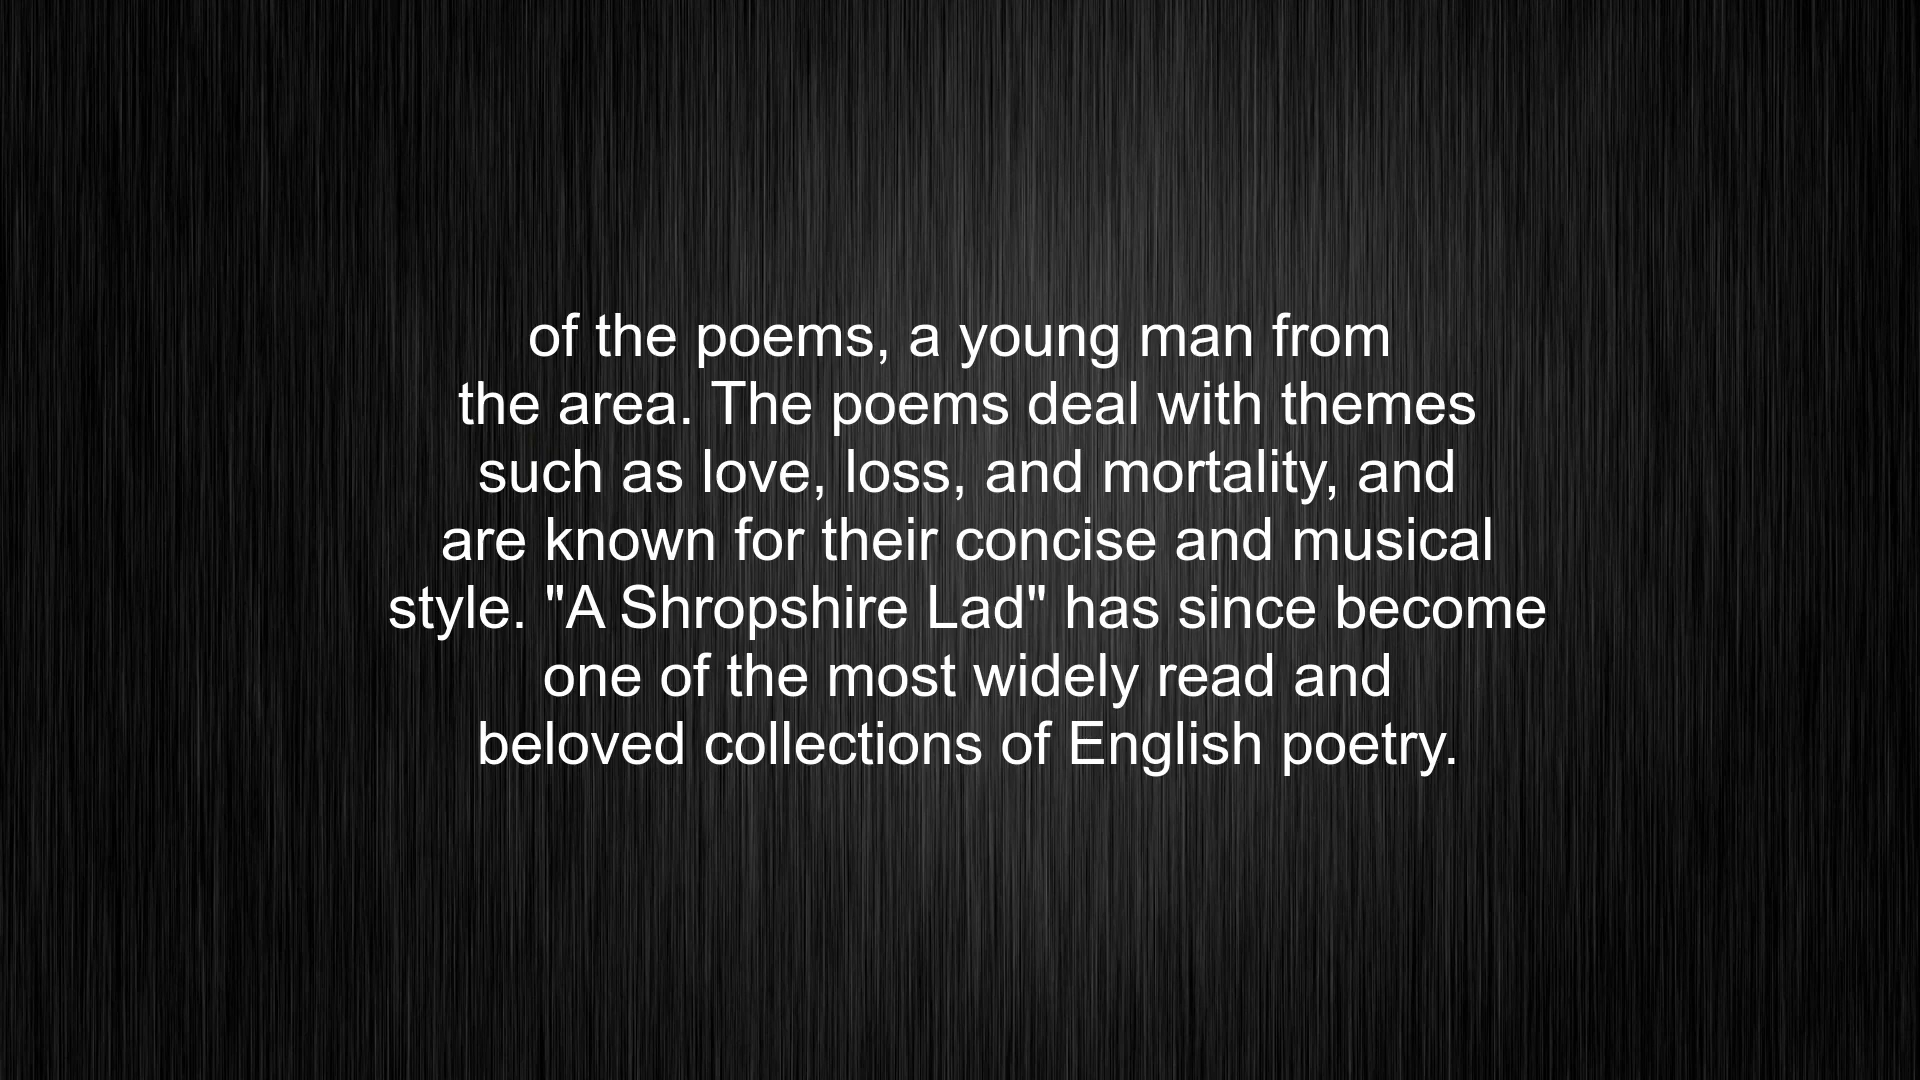 of the poems, a young man from
the area. The poems deal with themes
such as love, loss, and mortality, and
are known for their concise and musical
style. "A Shropshire Lad" has since become
one of the most widely read and
beloved collections of English poetry.